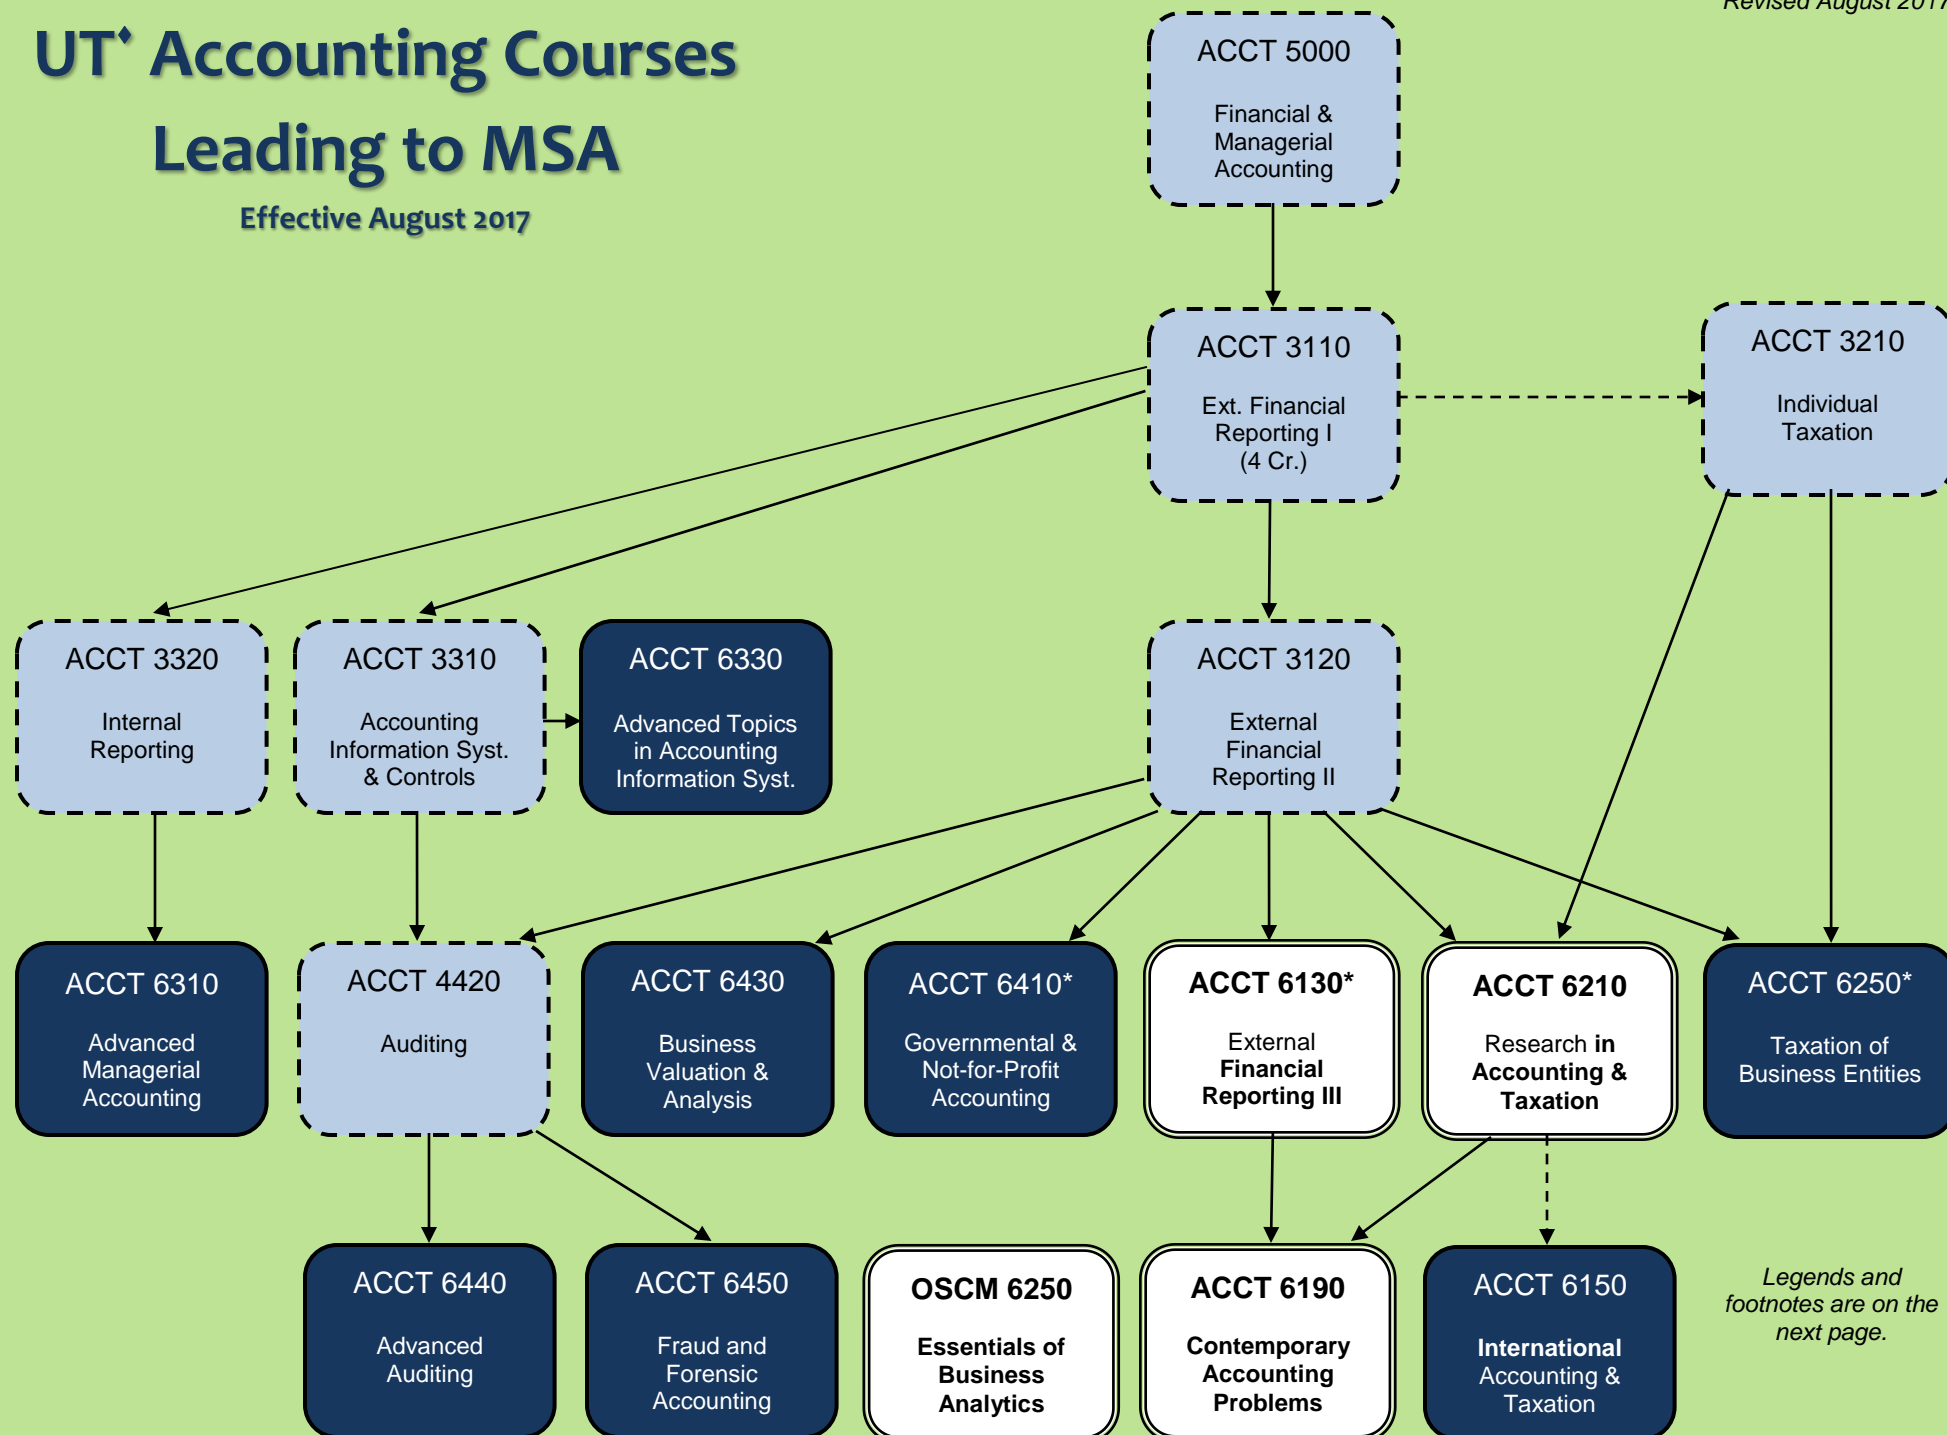 Revised August 2017
UT♦ Accounting Courses
Leading to MSA
Effective August 2017
ACCT 5000
Financial &
Managerial
Accounting
ACCT 3110
Ext. Financial
Reporting I
(4 Cr.)
ACCT 3210
Individual
Taxation
ACCT 3320
Internal
Reporting
ACCT 3310
Accounting
Information Syst.
& Controls
ACCT 6330
Advanced Topics
in Accounting
Information Syst.
ACCT 3120
External
Financial
Reporting II
ACCT 6310
Advanced
Managerial
Accounting
ACCT 4420
Auditing
ACCT 6430
Business
Valuation &
Analysis
ACCT 6410*
Governmental &
Not-for-Profit
Accounting
ACCT 6130*
External
Financial
Reporting III
ACCT 6210
Research in
Accounting &
Taxation
ACCT 6250*
Taxation of
Business Entities
ACCT 6440
Advanced
Auditing
ACCT 6450
Fraud and
Forensic
Accounting
OSCM 6250
Essentials of
Business
Analytics
ACCT 6190
Contemporary
Accounting
Problems
ACCT 6150
International
Accounting &
Taxation
Legends and
footnotes are on the
next page.